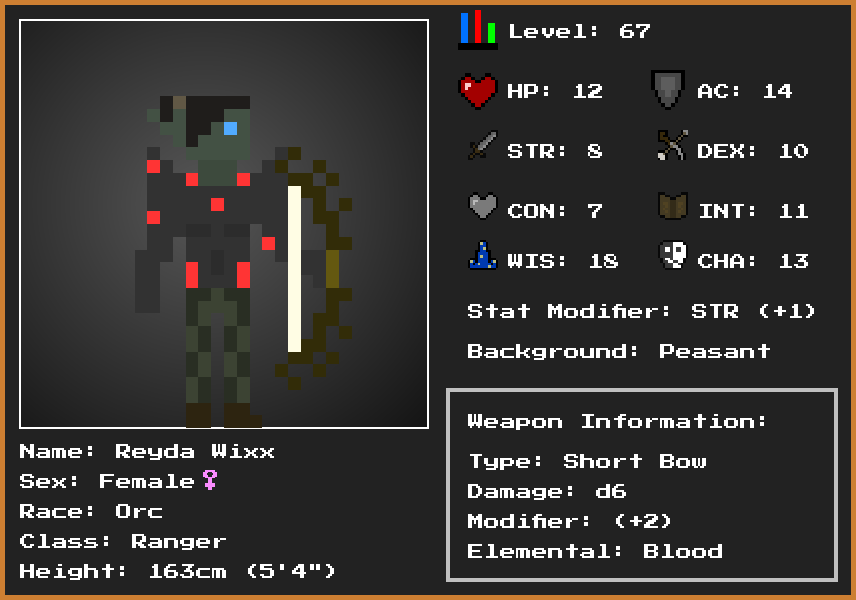 Level: 67
HP: 12 AC: 14
STR: 8 DEX: 10
CON: 7 INT: 11
WIS: 18 CHA: 13
Stat Modifier: STR (+1)
Background: Peasant
Weapon Information:
Type: Short Bow
Damage: d6
Modifier: (+2)
Elemental: Blood
Name: Reyda Wixx
Sex: Female♀
Race: Orc
Class: Ranger
Height: 163cm (5'4")